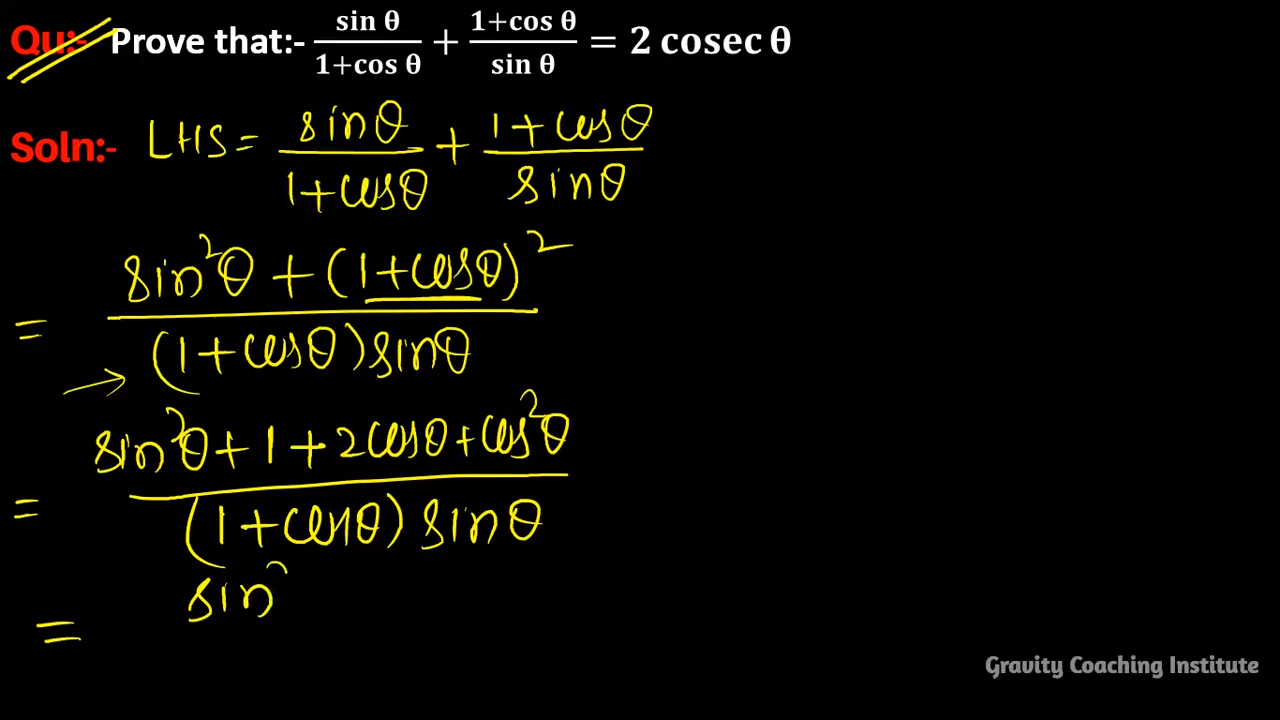 Qu:- Prove that:- sin θ/1+cos θ + 1+cos θ/sin θ = 2 cosec θ
Soln:- LHS = sinθ/1+cosθ + 1+cosθ/sinθ
= sin²θ + (1+cosθ)²/(1+cosθ)sinθ
→
= sin²θ + 1 + 2cosθ + cos²θ/(1+cosθ) sinθ
= sin²
Gravity Coaching Institute